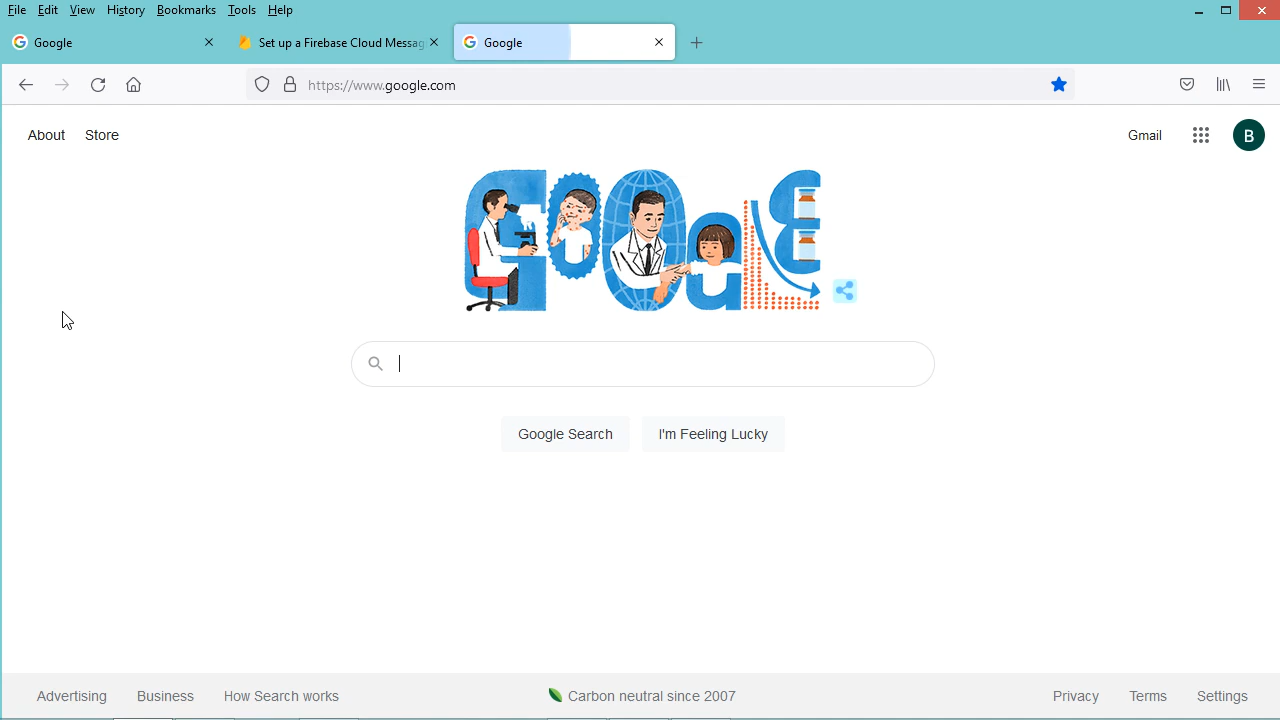 File Edit View History Bookmarks Tools Help
Google Set up a Firebase Cloud Messag Google
https://www.google.com
About Store Gmail B
Google
Google Search I'm Feeling Lucky
Advertising Business How Search works Carbon neutral since 2007 Privacy Terms Settings